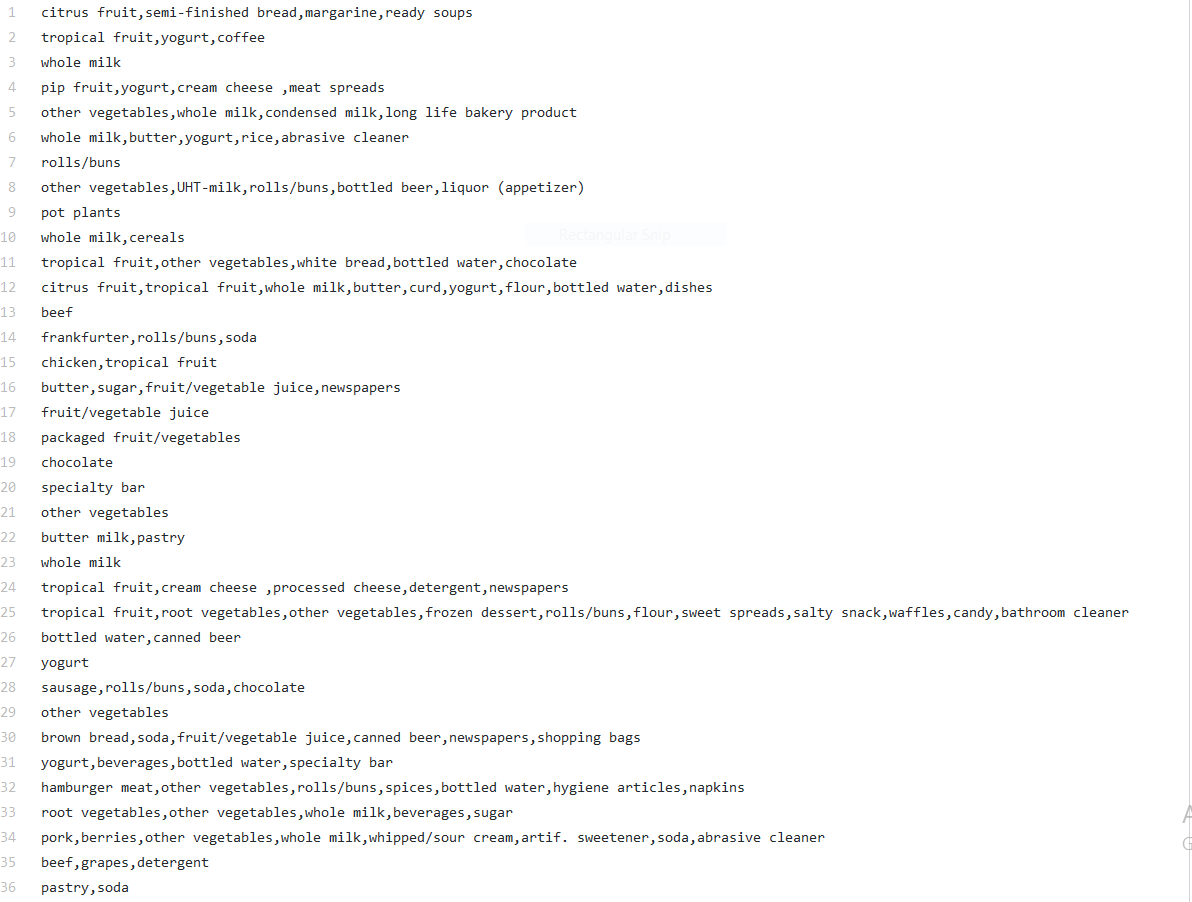 1 citrus fruit,semi-finished bread,margarine,ready soups
2 tropical fruit,yogurt,coffee
3 whole milk
4 pip fruit,yogurt,cream cheese ,meat spreads
5 other vegetables,whole milk,condensed milk,long life bakery product
6 whole milk,butter,yogurt,rice,abrasive cleaner
7 rolls/buns
8 other vegetables,UHT-milk,rolls/buns,bottled beer,liquor (appetizer)
9 pot plants
Rectangular Snip
10 whole milk,cereals
11 tropical fruit,other vegetables,white bread,bottled water,chocolate
12 citrus fruit,tropical fruit,whole milk,butter,curd,yogurt,flour,bottled water,dishes
13 beef
14 frankfurter,rolls/buns,soda
15 chicken,tropical fruit
16 butter,sugar,fruit/vegetable juice,newspapers
17 fruit/vegetable juice
18 packaged fruit/vegetables
19 chocolate
20 specialty bar
21 other vegetables
22 butter milk,pastry
23 whole milk
24 tropical fruit,cream cheese ,processed cheese,detergent,newspapers
25 tropical fruit,root vegetables,other vegetables,frozen dessert,rolls/buns,flour,sweet spreads,salty snack,waffles,candy,bathroom cleaner
26 bottled water,canned beer
27 yogurt
28 sausage,rolls/buns,soda,chocolate
29 other vegetables
30 brown bread,soda,fruit/vegetable juice,canned beer,newspapers,shopping bags
31 yogurt,beverages,bottled water,specialty bar
32 hamburger meat,other vegetables,rolls/buns,spices,bottled water,hygiene articles,napkins
33 root vegetables,other vegetables,whole milk,beverages,sugar
34 pork,berries,other vegetables,whole milk,whipped/sour cream,artif. sweetener,soda,abrasive cleaner
35 beef,grapes,detergent
36 pastry,soda